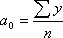 a₀ = ∑y / n